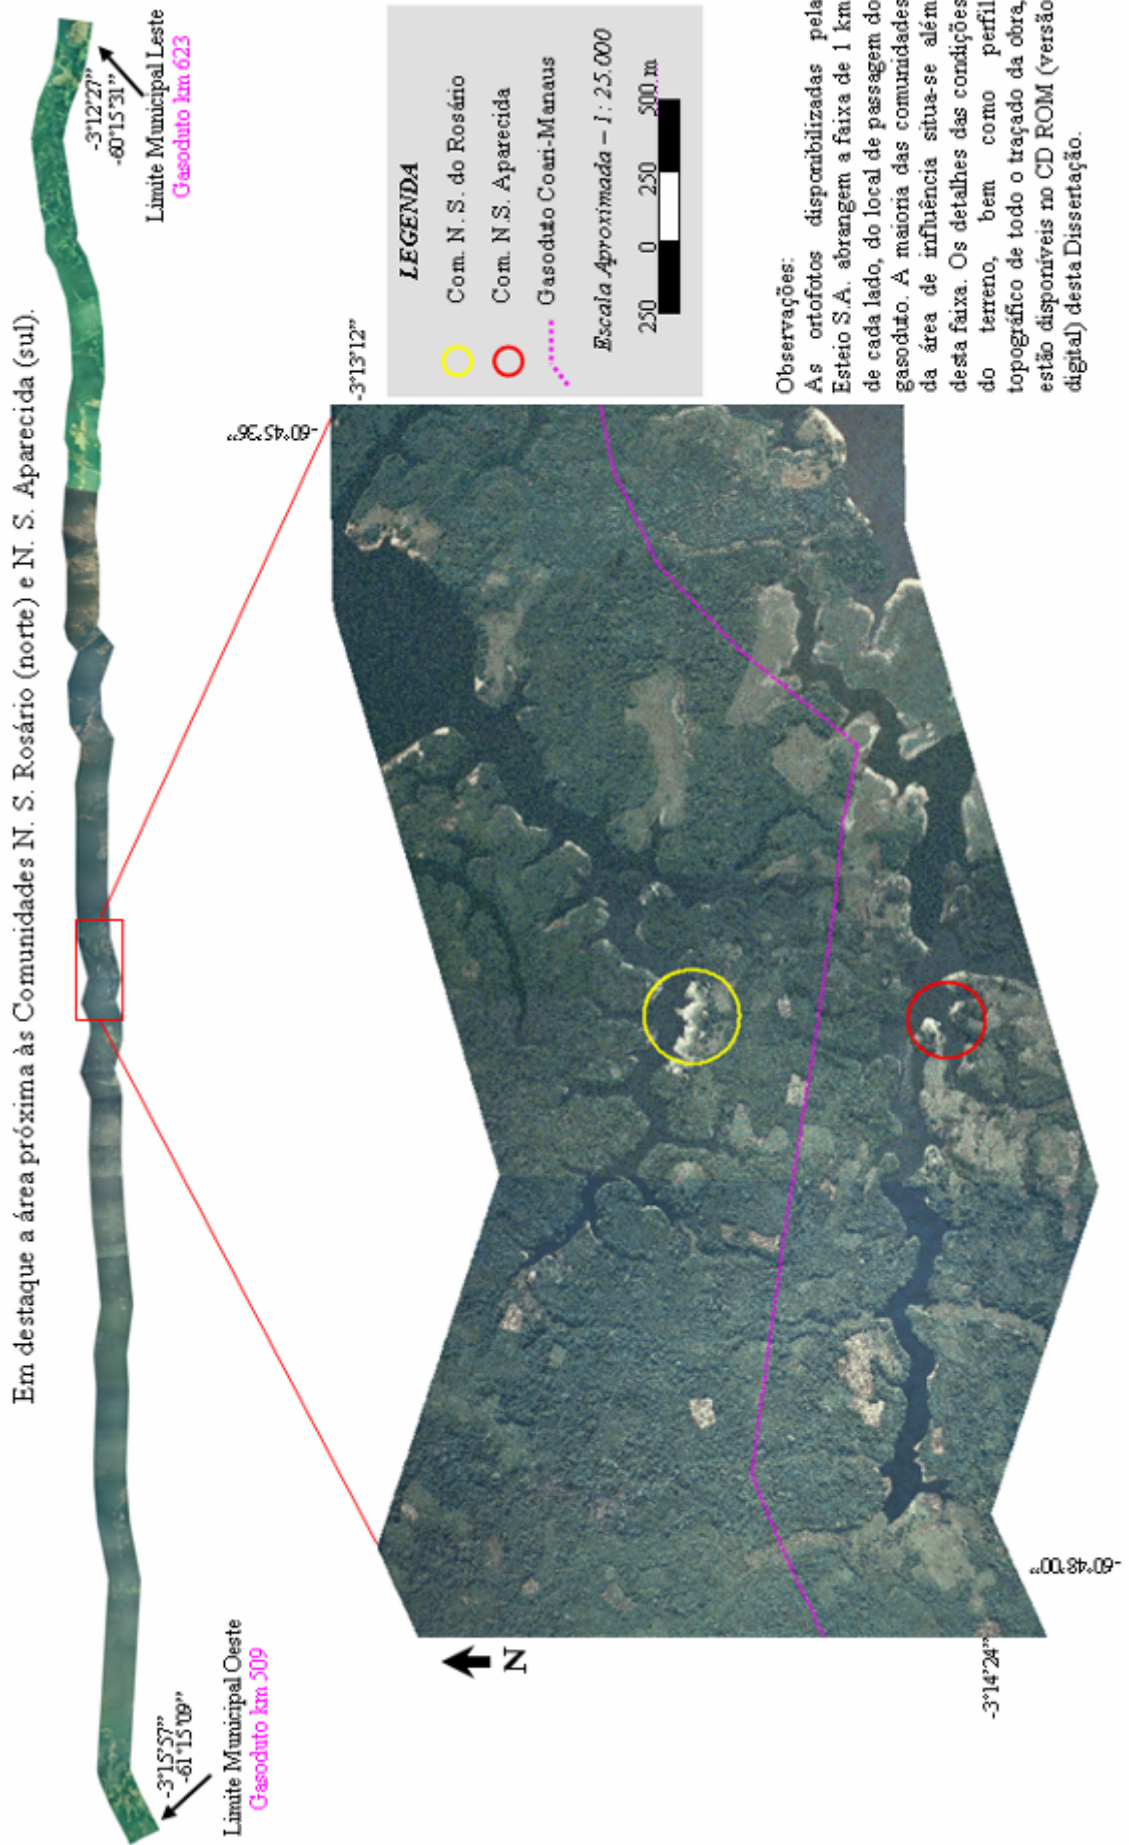 Em destaque a área próxima às Comunidades N. S. Rosário (norte) e N. S. Aparecida (sul).
-3°12'27"
-60°15'31"
Limite Municipal Leste
Gasoduto km 623
-3°15'57"
-61°15'09"
Limite Municipal Oeste
Gasoduto km 509
-60°45'36"
-3°13'12"
N
-3°14'24"
-60°48'00"
LEGENDA
Com. N. S. do Rosário
Com. N.S. Aparecida
Gasoduto Coari-Manaus
Escala Aproximada – 1: 25.000
250 0 250 500 m
Observações:
As ortofotos disponibilizadas pela
Esteio S.A. abrangem a faixa de 1 km
de cada lado, do local de passagem do
gasoduto. A maioria das comunidades
da área de influência situa-se além
desta faixa. Os detalhes das condições
do terreno, bem como perfil
topográfico de todo o traçado da obra,
estão disponíveis no CD ROM (versão
digital) desta Dissertação.